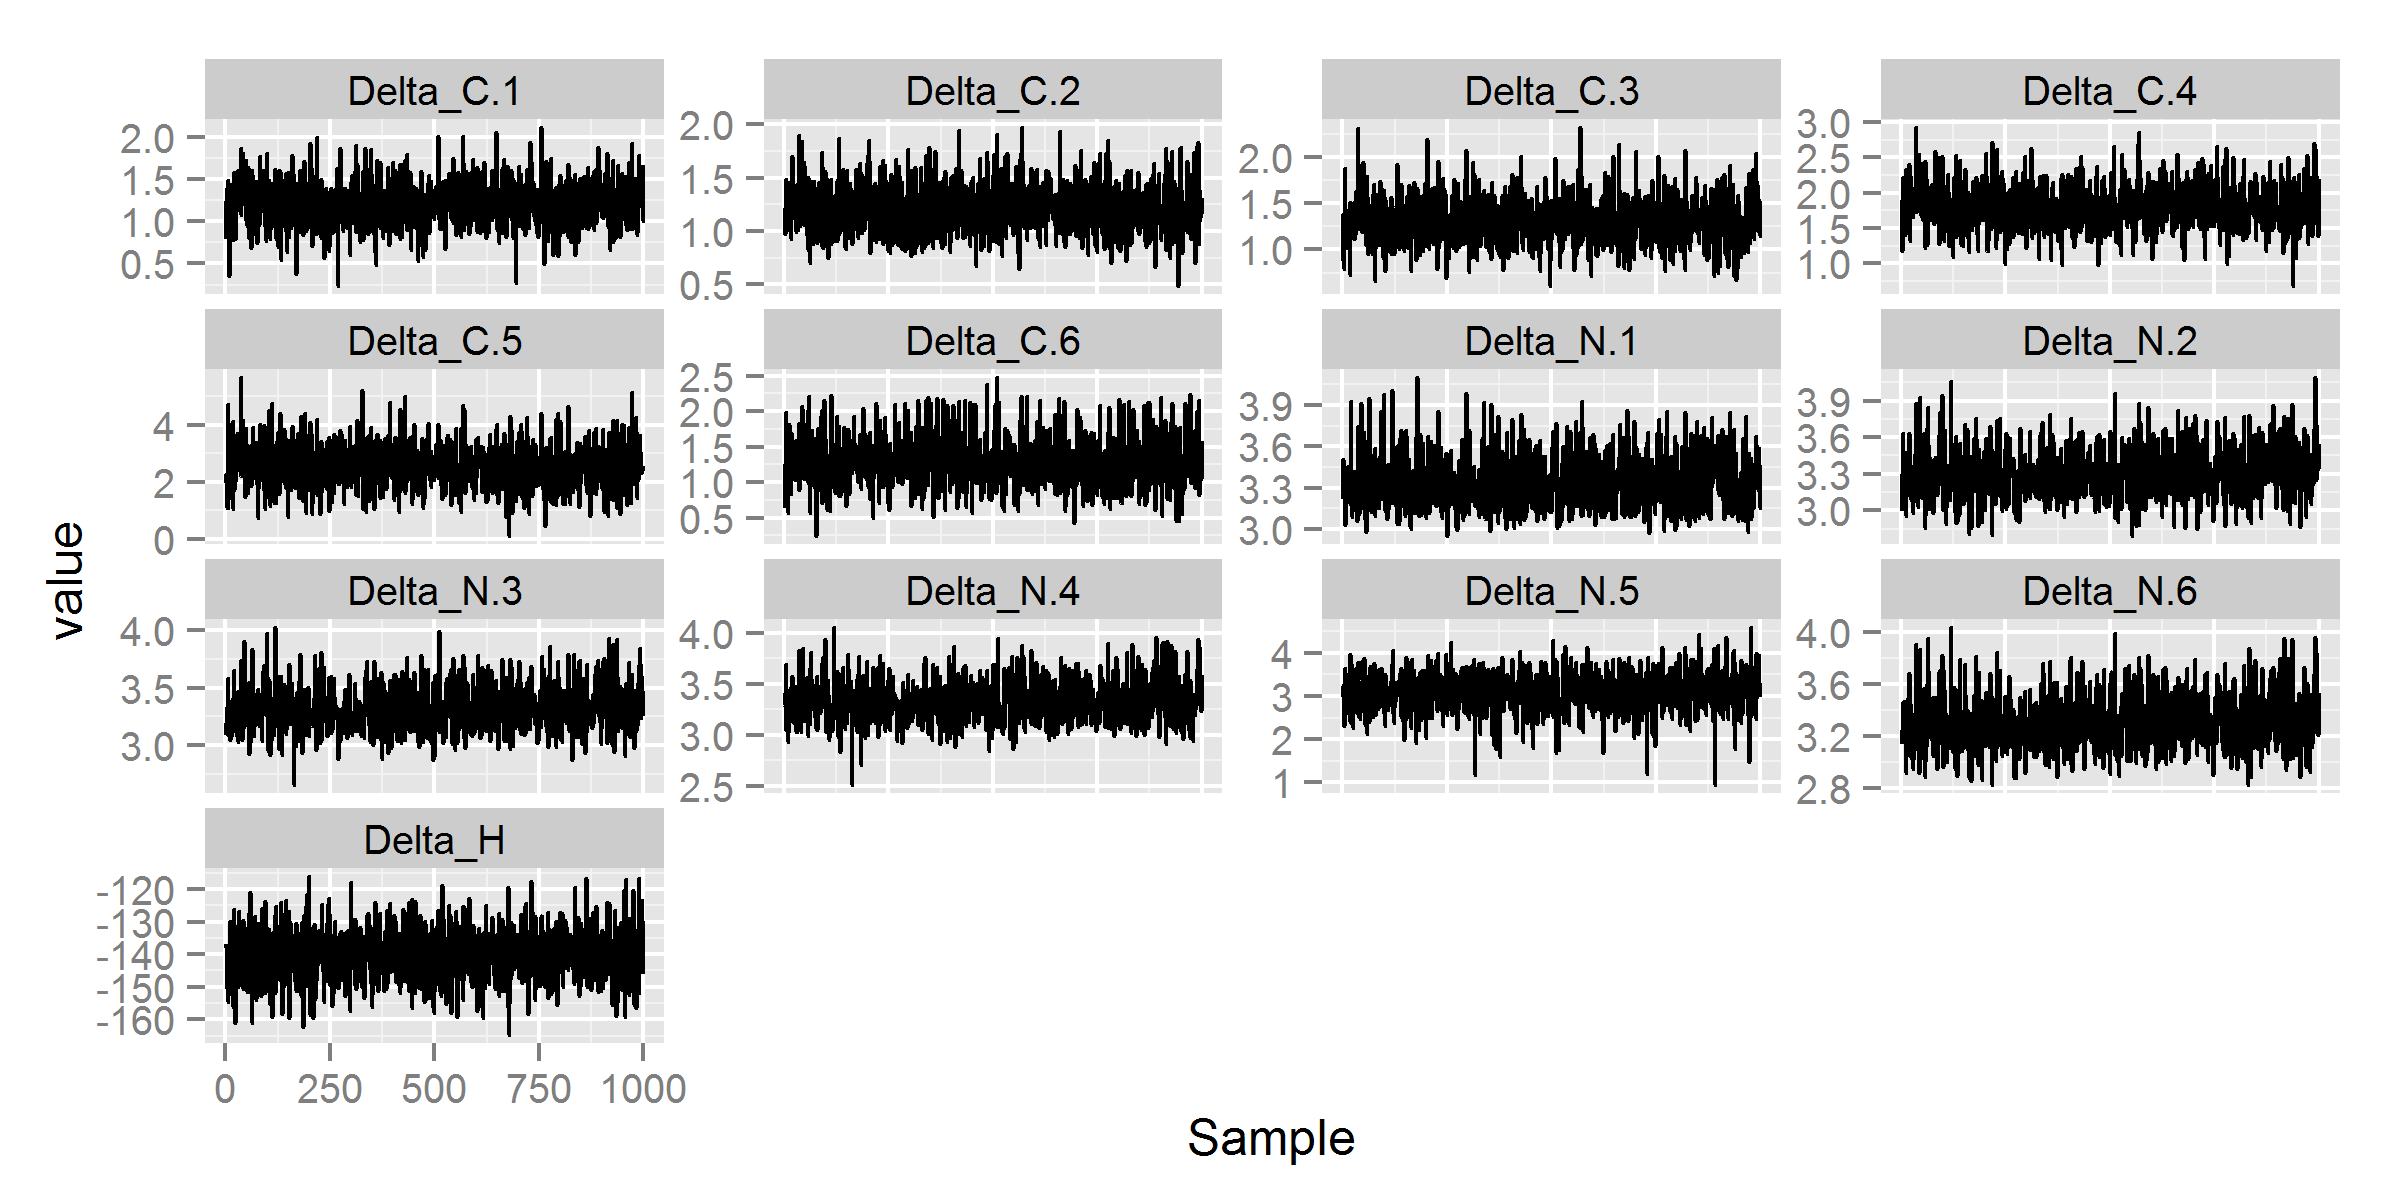 Delta_C.1 Delta_C.2 Delta_C.3 Delta_C.4
2.0 1.5 1.0 0.5
2.0 1.5 1.0 0.5
2.0 1.5 1.0
3.0 2.5 2.0 1.5 1.0
Delta_C.5 Delta_C.6 Delta_N.1 Delta_N.2
4 2 0
2.5 2.0 1.5 1.0 0.5
3.9 3.6 3.3 3.0
3.9 3.6 3.3 3.0
value
Delta_N.3 Delta_N.4 Delta_N.5 Delta_N.6
4.0 3.5 3.0
4.0 3.5 3.0 2.5
4 3 2 1
4.0 3.6 3.2 2.8
Delta_H
-120
-130
-140
-150
-160
0 250 500 750 1000
Sample